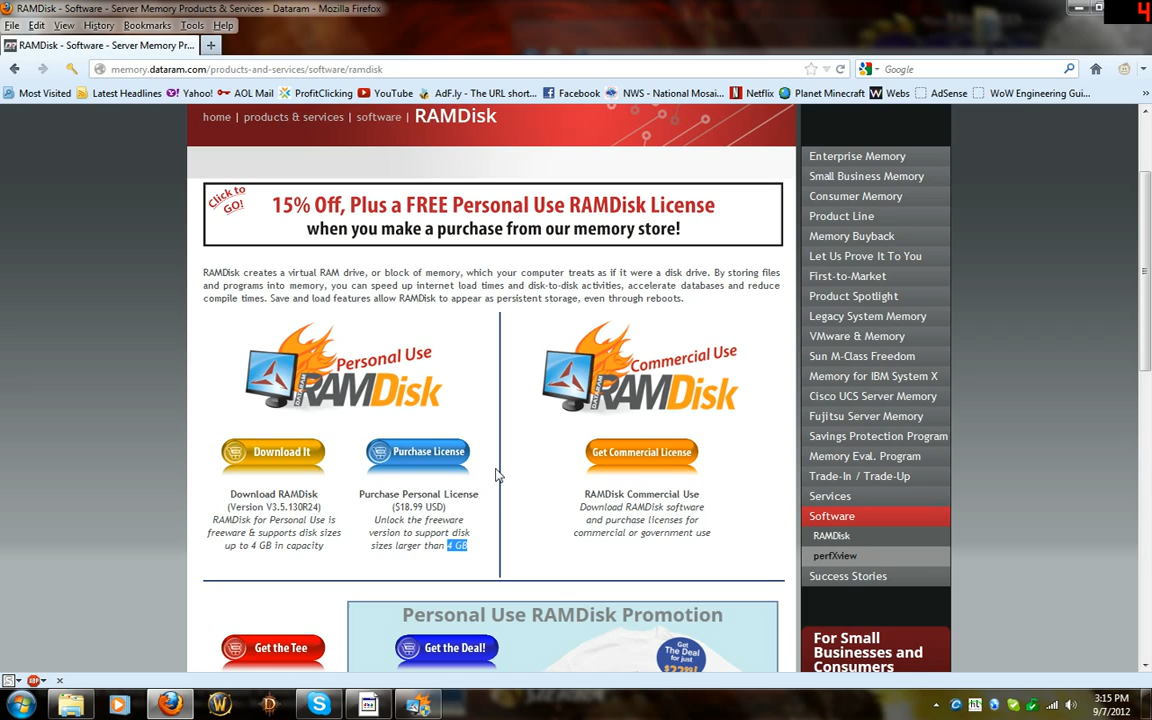 RAMDisk - Software - Server Memory Products & Services - Dataram - Mozilla Firefox
4
File Edit View History Bookmarks Tools Help
RAMDisk - Software - Server Memory Pr... +
memory.dataram.com/products-and-services/software/ramdisk
Google
Most Visited Latest Headlines Yahoo! AOL Mail ProfitClicking YouTube AdF.ly - The URL short... Facebook NWS - National Mosai... Netflix Planet Minecraft Webs AdSense WoW Engineering Gui...
home | products & services | software | RAMDisk
Click to GO!
15% Off, Plus a FREE Personal Use RAMDisk License
when you make a purchase from our memory store!
RAMDisk creates a virtual RAM drive, or block of memory, which your computer treats as if it were a disk drive. By storing files
and programs into memory, you can speed up internet load times and disk-to-disk activities, accelerate databases and reduce
compile times. Save and load features allow RAMDisk to appear as persistent storage, even through reboots.
Personal Use
DATARAM RAMDisk
Commercial Use
DATARAM RAMDisk
Download It
Purchase License
Get Commercial License
Download RAMDisk
(Version V3.5.130R24)
RAMDisk for Personal Use is
freeware & supports disk sizes
up to 4 GB in capacity
Purchase Personal License
($18.99 USD)
Unlock the freeware
version to support disk
sizes larger than 4 GB
RAMDisk Commercial Use
Download RAMDisk software
and purchase licenses for
commercial or government use
Personal Use RAMDisk Promotion
Get the Tee
Get the Deal!
Get
The Deal
for just
Enterprise Memory
Small Business Memory
Consumer Memory
Product Line
Memory Buyback
Let Us Prove It To You
First-to-Market
Product Spotlight
Legacy System Memory
VMware & Memory
Sun M-Class Freedom
Memory for IBM System X
Cisco UCS Server Memory
Fujitsu Server Memory
Savings Protection Program
Memory Eval. Program
Trade-In / Trade-Up
Services
Software
RAMDisk
perfXview
Success Stories
For Small
Businesses and
Consumers
3:15 PM
9/7/2012